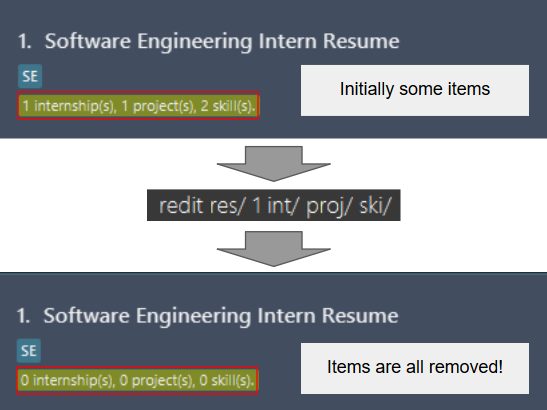 1. Software Engineering Intern Resume
SE
Initially some items
1 internship(s), 1 project(s), 2 skill(s).
redit res/ 1 int/ proj/ ski/
1. Software Engineering Intern Resume
SE
Items are all removed!
0 internship(s), 0 project(s), 0 skill(s).